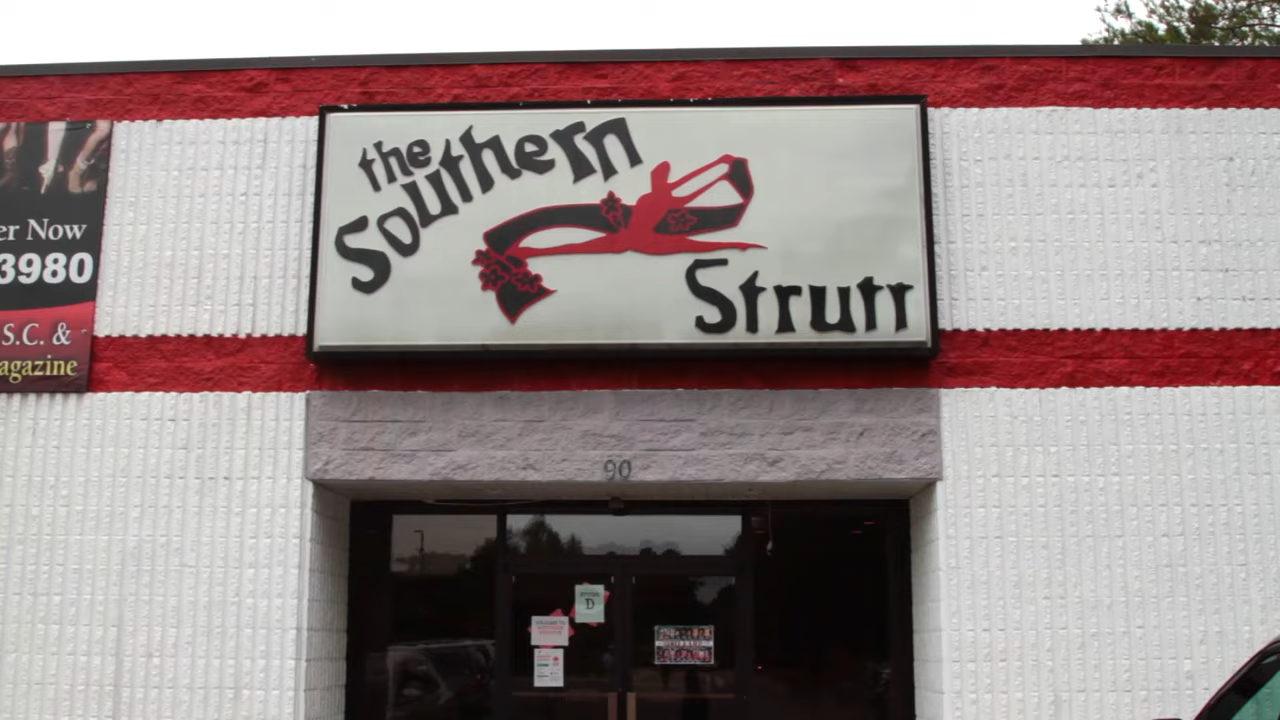 the
Southern
Strutt
er Now
3980
S.C. &
agazine
90
D